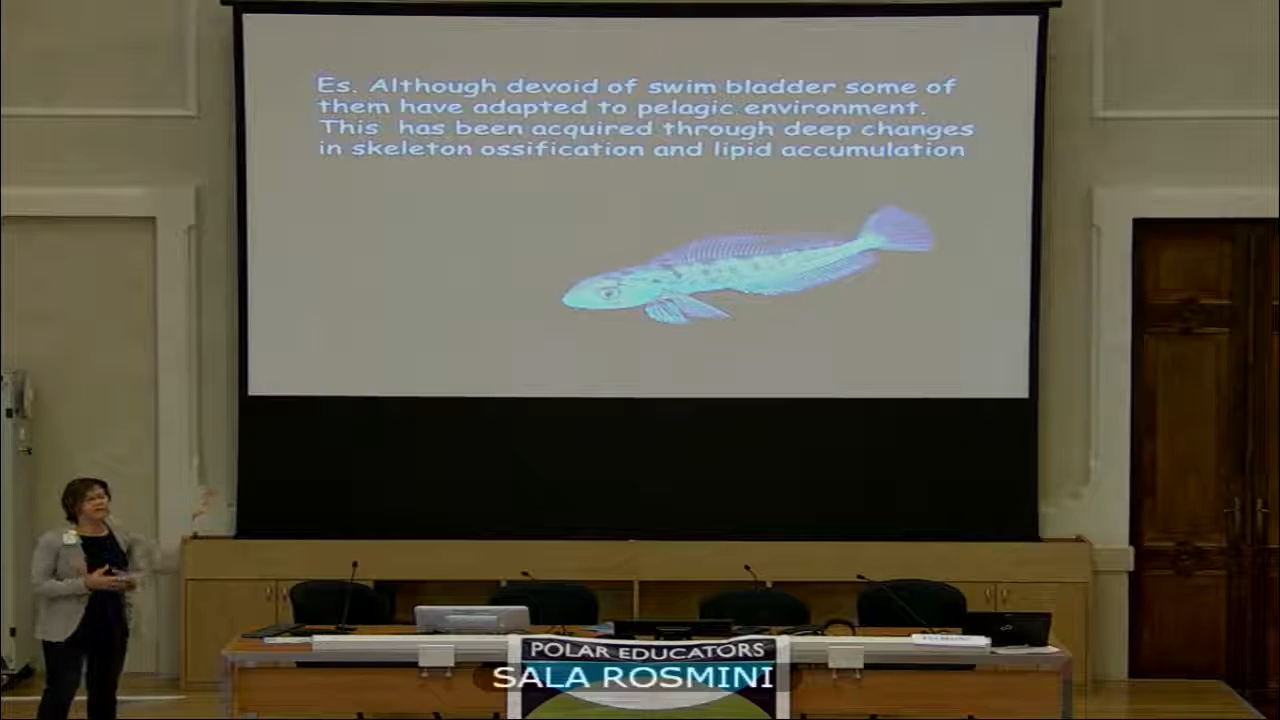 Es. Although devoid of swim bladder some of
them have adapted to pelagic environment.
This has been acquired through deep changes
in skeleton ossification and lipid accumulation
POLAR EDUCATORS
SALA ROSMINI